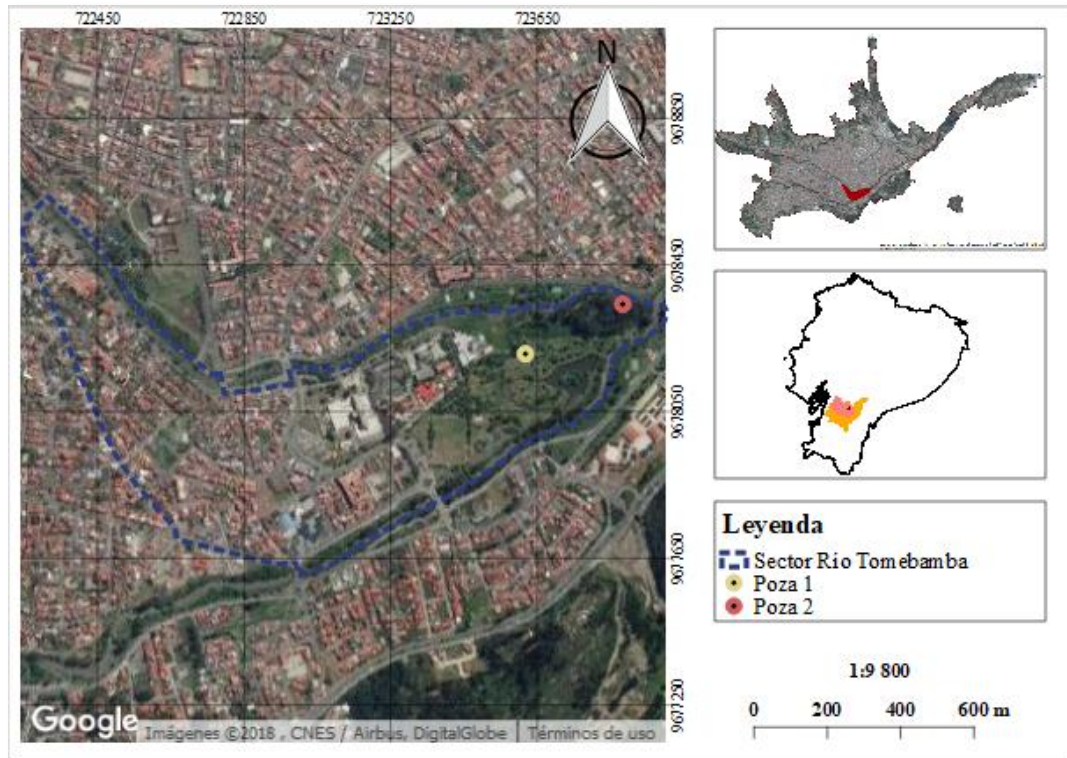 722450 722850 723250 723650
N
9678850
9678450
9678050
9677650
9677250
Google
Imágenes ©2018 , CNES / Airbus, DigitalGlobe
Términos de uso
Leyenda
Sector Río Tomebamba
Poza 1
Poza 2
1:9 800
0 200 400 600 m